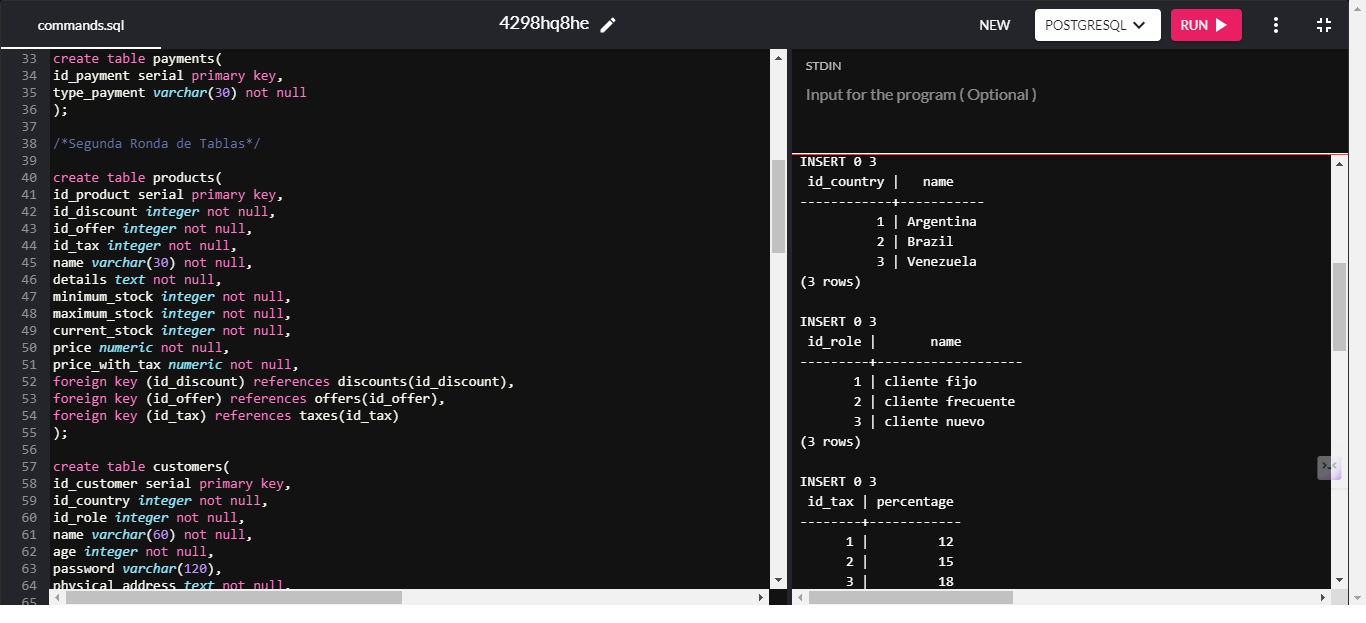 commands.sql
4298hq8he
NEW
POSTGRESQL
RUN
33 create table payments(
34 id_payment serial primary key,
35 type_payment varchar(30) not null
36 );
37
38 /*Segunda Ronda de Tablas*/
39
40 create table products(
41 id_product serial primary key,
42 id_discount integer not null,
43 id_offer integer not null,
44 id_tax integer not null,
45 name varchar(30) not null,
46 details text not null,
47 minimum_stock integer not null,
48 maximum_stock integer not null,
49 current_stock integer not null,
50 price numeric not null,
51 price_with_tax numeric not null,
52 foreign key (id_discount) references discounts(id_discount),
53 foreign key (id_offer) references offers(id_offer),
54 foreign key (id_tax) references taxes(id_tax)
55 );
56
57 create table customers(
58 id_customer serial primary key,
59 id_country integer not null,
60 id_role integer not null,
61 name varchar(60) not null,
62 age integer not null,
63 password varchar(120),
64 physical_address text not null,
65
STDIN
Input for the program ( Optional )
INSERT 0 3
id_country | name
------------+-----------
1 | Argentina
2 | Brazil
3 | Venezuela
(3 rows)
INSERT 0 3
id_role | name
---------+-------------------
1 | cliente fijo
2 | cliente frecuente
3 | cliente nuevo
(3 rows)
INSERT 0 3
id_tax | percentage
--------+------------
1 | 12
2 | 15
3 | 18